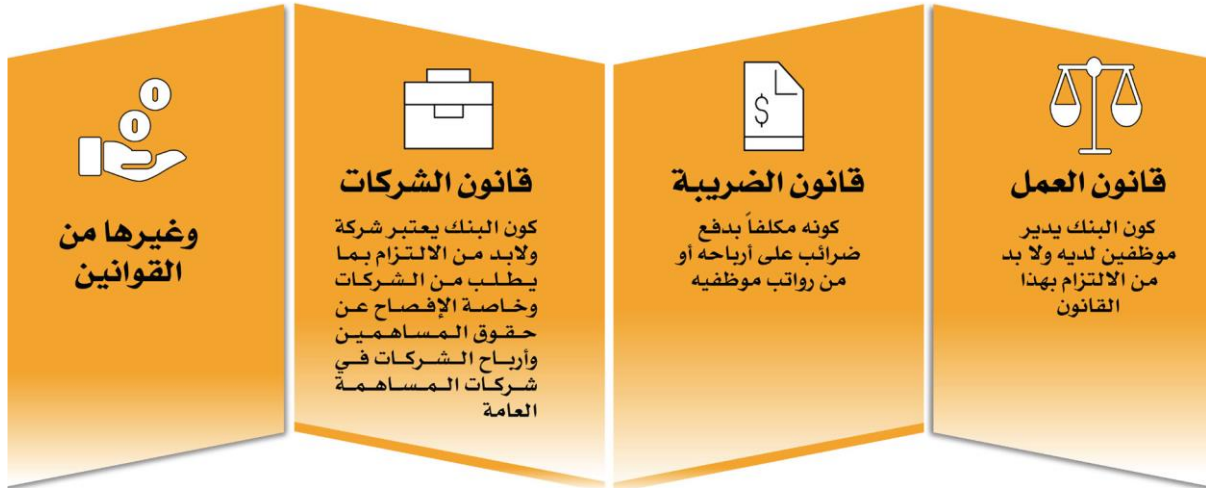 قانون العمل
كون البنك يدير
موظفين لديه ولا بد
من الالتزام بهذا
القانون
قانون الضريبة
كونه مكلفاً بدفع
ضرائب على أرباحه أو
من رواتب موظفيه
$
قانون الشركات
كون البنك يعتبر شركة
ولابد من الالتزام بما
يطلب من الشركات
وخاصة الإفصاح عن
حقوق المساهمين
وأرباح الشركات في
شركات المساهمة
العامة
وغيرها من
القوانين